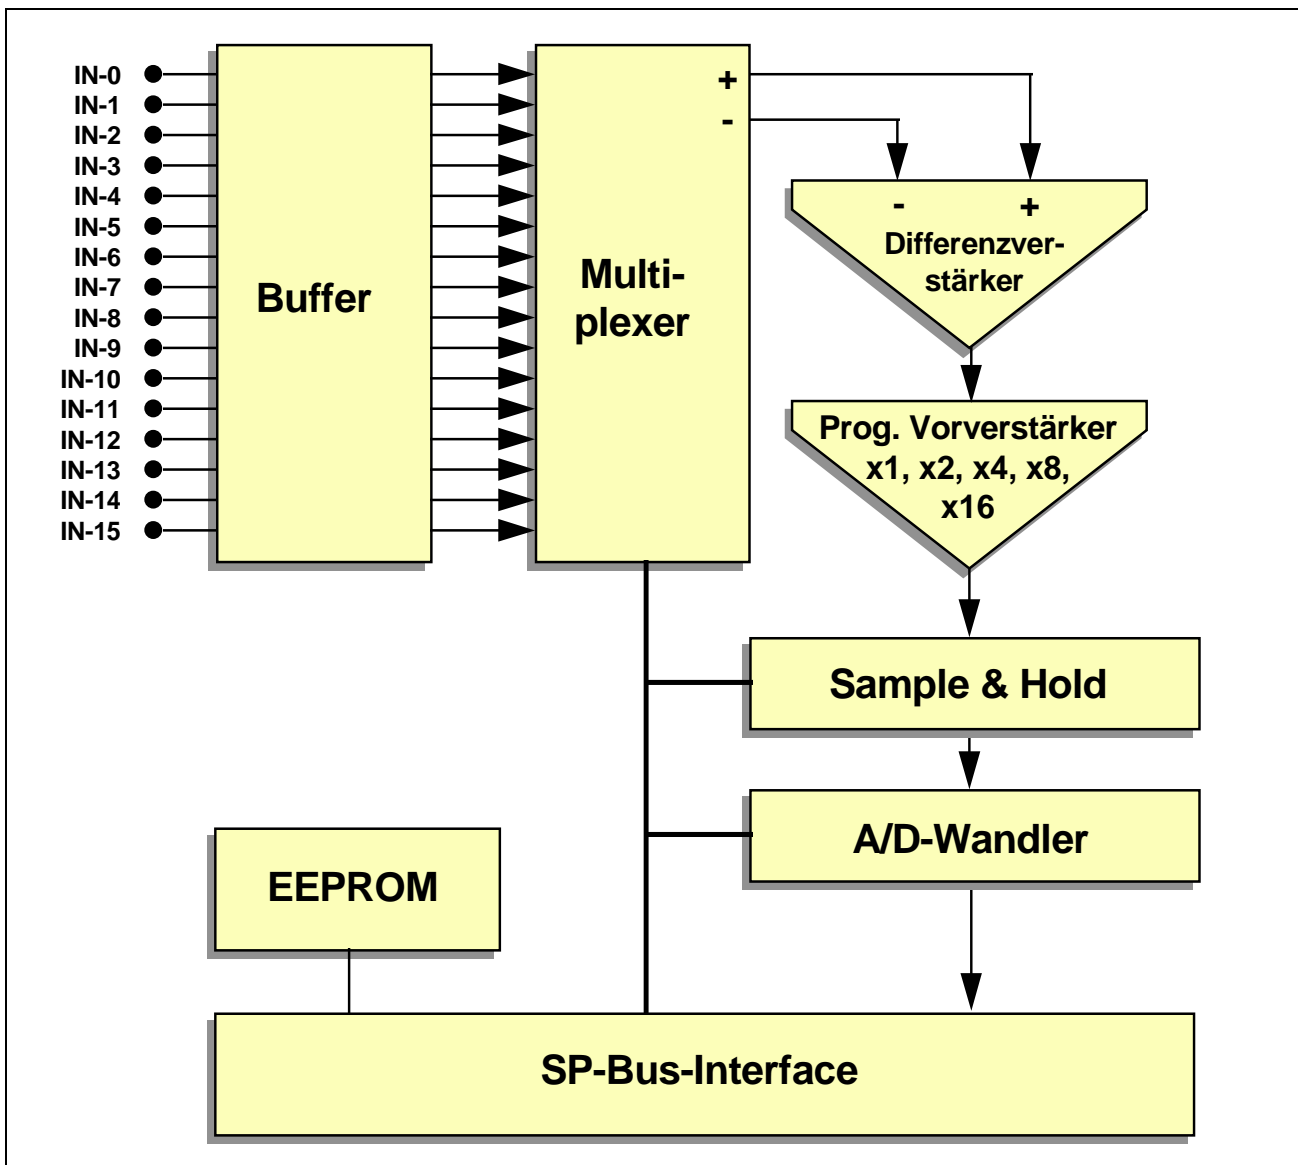 IN-0
IN-1
IN-2
IN-3
IN-4
IN-5
IN-6
IN-7
IN-8
IN-9
IN-10
IN-11
IN-12
IN-13
IN-14
IN-15
Buffer
Multi-
plexer
+
-
- +
Differenzver-
stärker
Prog. Vorverstärker
x1, x2, x4, x8,
x16
Sample & Hold
A/D-Wandler
EEPROM
SP-Bus-Interface